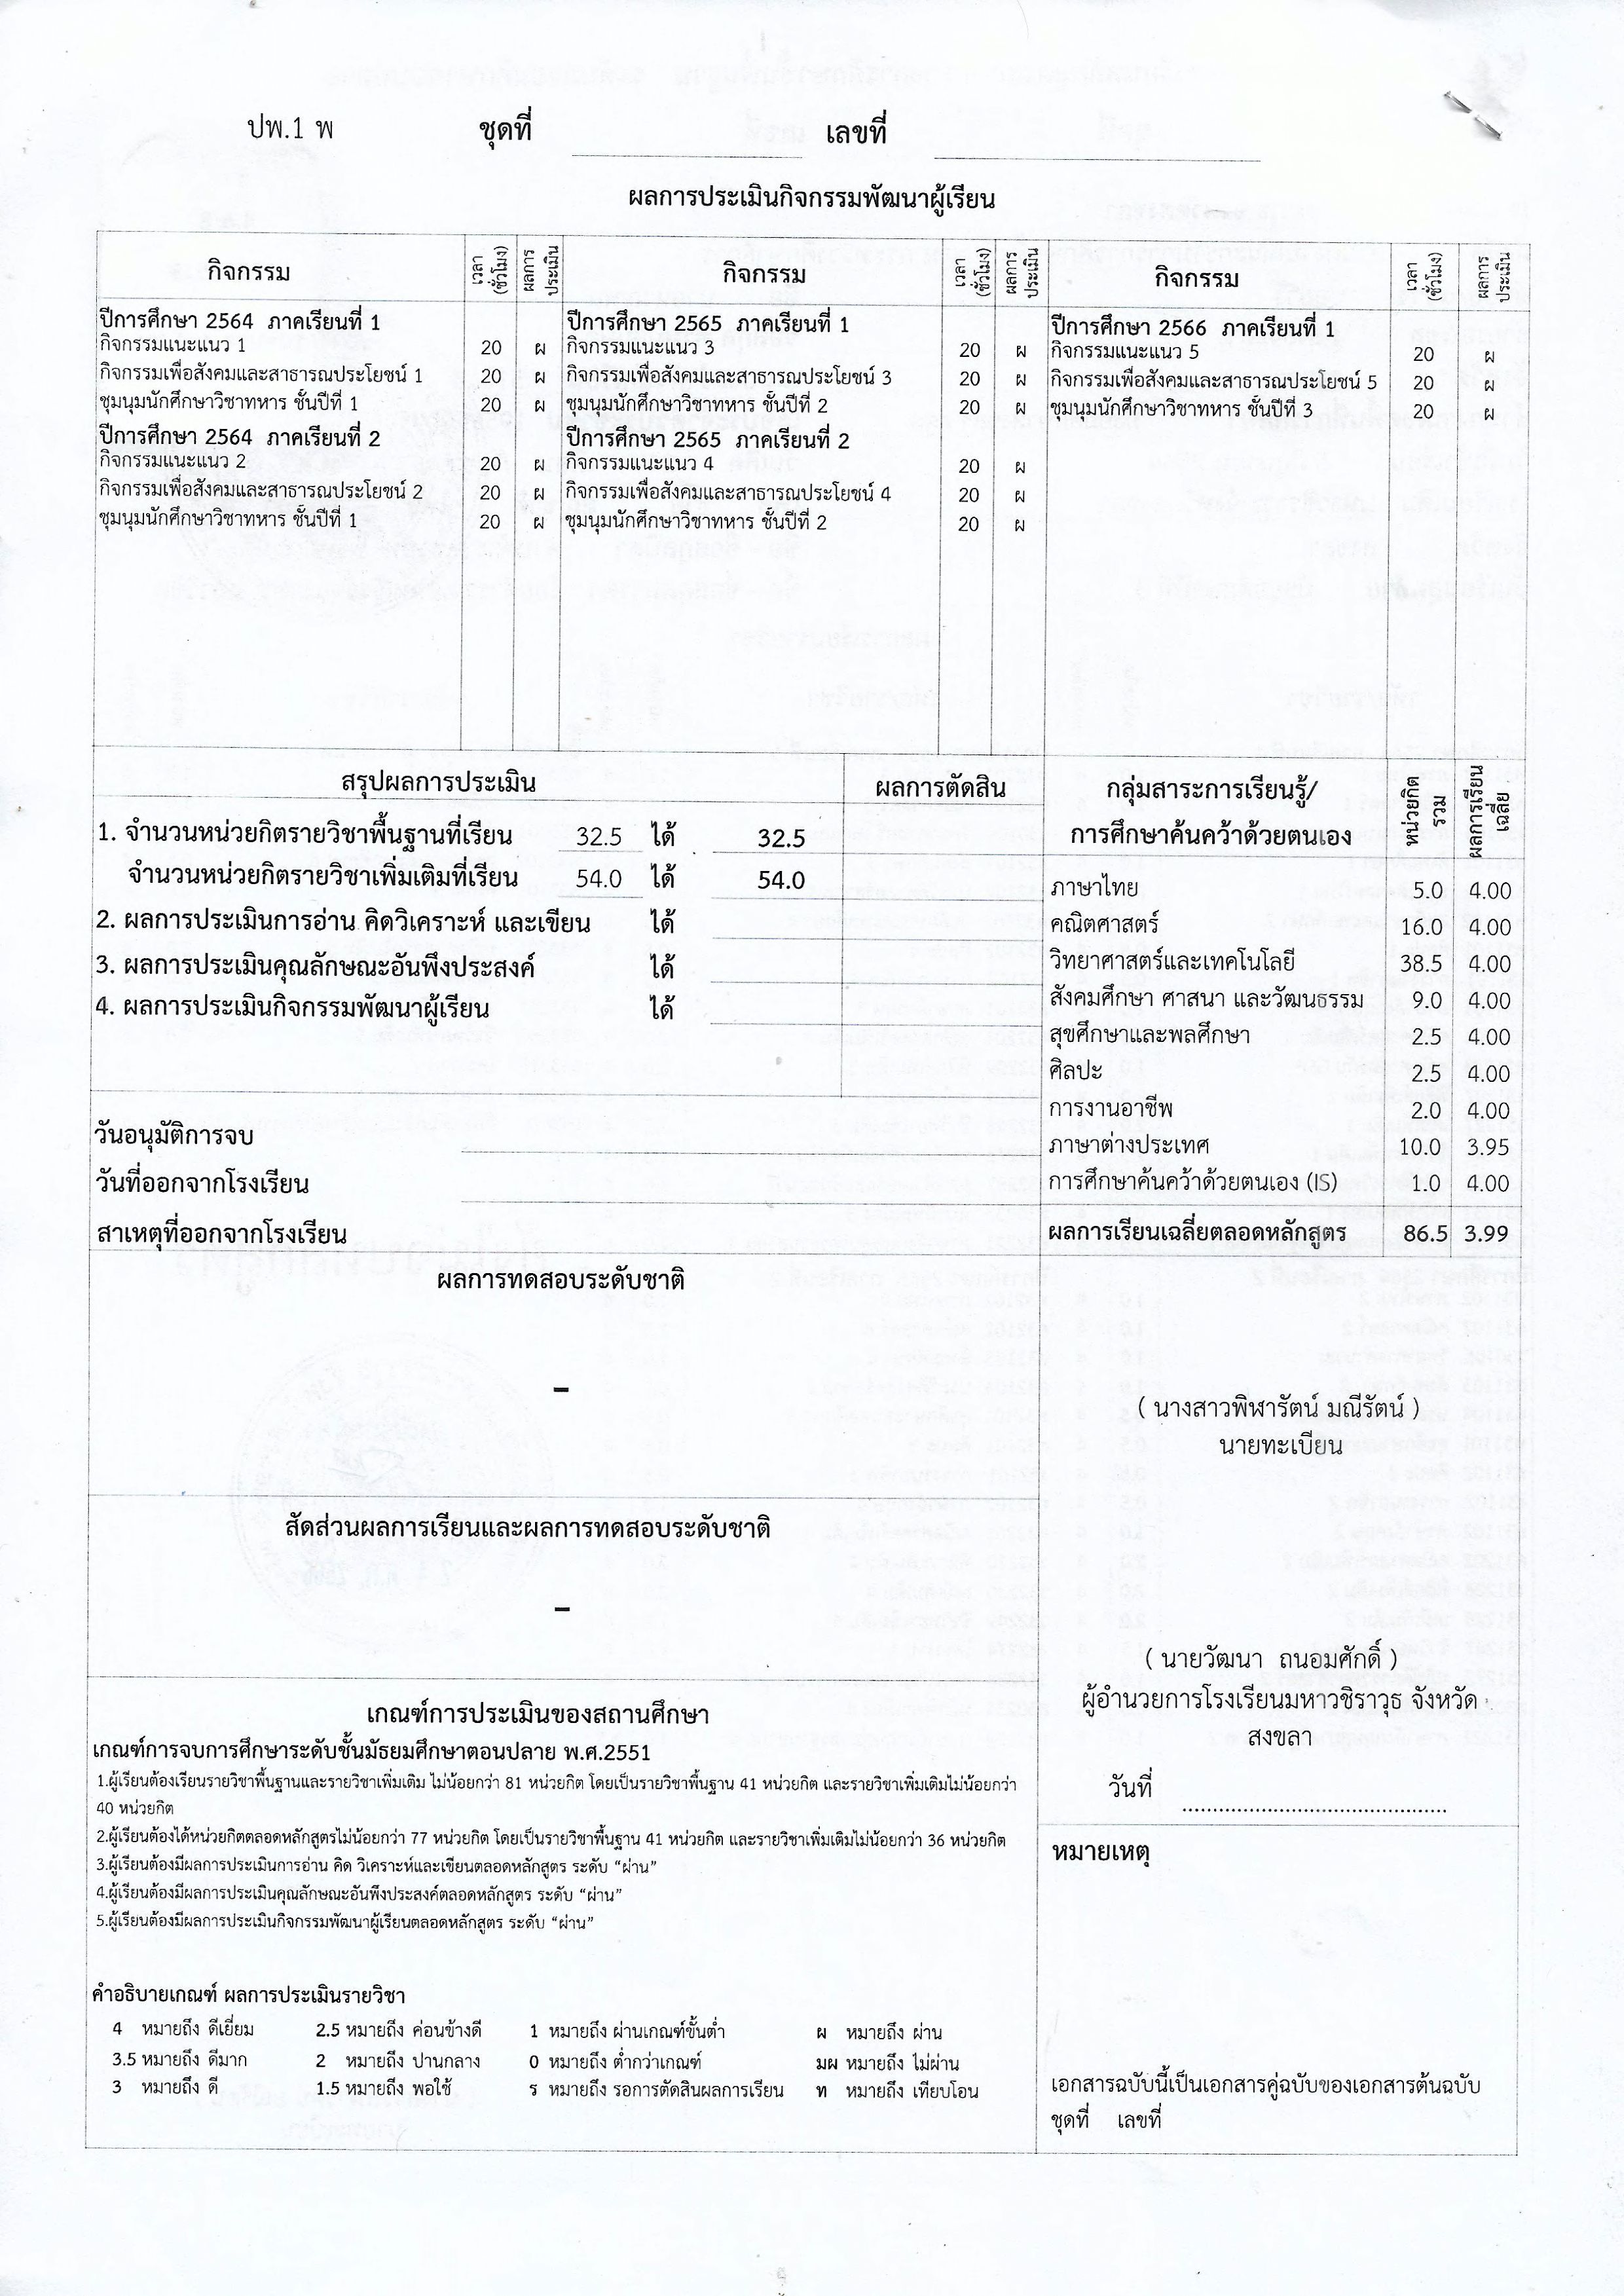 ปพ.1 พ ชุดที่ เลขที่
ผลการประเมินกิจกรรมพัฒนาผู้เรียน
กิจกรรม เวลา (ชั่วโมง) ผลการประเมิน กิจกรรม เวลา (ชั่วโมง) ผลการประเมิน กิจกรรม เวลา (ชั่วโมง) ผลการประเมิน
ปีการศึกษา 2564 ภาคเรียนที่ 1 ปีการศึกษา 2565 ภาคเรียนที่ 1 ปีการศึกษา 2566 ภาคเรียนที่ 1
กิจกรรมแนะแนว 1 20 ผ กิจกรรมแนะแนว 3 20 ผ กิจกรรมแนะแนว 5 20 ผ
กิจกรรมเพื่อสังคมและสาธารณประโยชน์ 1 20 ผ กิจกรรมเพื่อสังคมและสาธารณประโยชน์ 3 20 ผ กิจกรรมเพื่อสังคมและสาธารณประโยชน์ 5 20 ผ
ชุมนุมนักศึกษาวิชาทหาร ชั้นปีที่ 1 20 ผ ชุมนุมนักศึกษาวิชาทหาร ชั้นปีที่ 2 20 ผ ชุมนุมนักศึกษาวิชาทหาร ชั้นปีที่ 3 20 ผ
ปีการศึกษา 2564 ภาคเรียนที่ 2 ปีการศึกษา 2565 ภาคเรียนที่ 2
กิจกรรมแนะแนว 2 20 ผ กิจกรรมแนะแนว 4 20 ผ
กิจกรรมเพื่อสังคมและสาธารณประโยชน์ 2 20 ผ กิจกรรมเพื่อสังคมและสาธารณประโยชน์ 4 20 ผ
ชุมนุมนักศึกษาวิชาทหาร ชั้นปีที่ 1 20 ผ ชุมนุมนักศึกษาวิชาทหาร ชั้นปีที่ 2 20 ผ
สรุปผลการประเมิน ผลการตัดสิน
1. จำนวนหน่วยกิตรายวิชาพื้นฐานที่เรียน 32.5 ได้ 32.5
จำนวนหน่วยกิตรายวิชาเพิ่มเติมที่เรียน 54.0 ได้ 54.0
2. ผลการประเมินการอ่าน คิดวิเคราะห์ และเขียน ได้
3. ผลการประเมินคุณลักษณะอันพึงประสงค์ ได้
4. ผลการประเมินกิจกรรมพัฒนาผู้เรียน ได้
วันอนุมัติการจบ
วันที่ออกจากโรงเรียน
สาเหตุที่ออกจากโรงเรียน
กลุ่มสาระการเรียนรู้/ หน่วยกิตรวม ผลการเรียนเฉลี่ย
การศึกษาค้นคว้าด้วยตนเอง
ภาษาไทย 5.0 4.00
คณิตศาสตร์ 16.0 4.00
วิทยาศาสตร์และเทคโนโลยี 38.5 4.00
สังคมศึกษา ศาสนา และวัฒนธรรม 9.0 4.00
สุขศึกษาและพลศึกษา 2.5 4.00
ศิลปะ 2.5 4.00
การงานอาชีพ 2.0 4.00
ภาษาต่างประเทศ 10.0 3.95
การศึกษาค้นคว้าด้วยตนเอง (IS) 1.0 4.00
ผลการเรียนเฉลี่ยตลอดหลักสูตร 86.5 3.99
ผลการทดสอบระดับชาติ
-
สัดส่วนผลการเรียนและผลการทดสอบระดับชาติ
-
( นางสาวพิฬารัตน์ มณีรัตน์ )
นายทะเบียน
( นายวัฒนา ถนอมศักดิ์ )
ผู้อำนวยการโรงเรียนมหาวชิราวุธ จังหวัด
สงขลา
วันที่ ............................................
เกณฑ์การประเมินของสถานศึกษา
เกณฑ์การจบการศึกษาระดับชั้นมัธยมศึกษาตอนปลาย พ.ศ.2551
1.ผู้เรียนต้องเรียนรายวิชาพื้นฐานและรายวิชาเพิ่มเติม ไม่น้อยกว่า 81 หน่วยกิต โดยเป็นรายวิชาพื้นฐาน 41 หน่วยกิต และรายวิชาเพิ่มเติมไม่น้อยกว่า
40 หน่วยกิต
2.ผู้เรียนต้องได้หน่วยกิตตลอดหลักสูตรไม่น้อยกว่า 77 หน่วยกิต โดยเป็นรายวิชาพื้นฐาน 41 หน่วยกิต และรายวิชาเพิ่มเติมไม่น้อยกว่า 36 หน่วยกิต
3.ผู้เรียนต้องมีผลการประเมินการอ่าน คิด วิเคราะห์และเขียนตลอดหลักสูตร ระดับ “ผ่าน”
4.ผู้เรียนต้องมีผลการประเมินคุณลักษณะอันพึงประสงค์ตลอดหลักสูตร ระดับ “ผ่าน”
5.ผู้เรียนต้องมีผลการประเมินกิจกรรมพัฒนาผู้เรียนตลอดหลักสูตร ระดับ “ผ่าน”
คำอธิบายเกณฑ์ ผลการประเมินรายวิชา
4 หมายถึง ดีเยี่ยม 2.5 หมายถึง ค่อนข้างดี 1 หมายถึง ผ่านเกณฑ์ขั้นต่ำ ผ หมายถึง ผ่าน
3.5 หมายถึง ดีมาก 2 หมายถึง ปานกลาง 0 หมายถึง ต่ำกว่าเกณฑ์ มผ หมายถึง ไม่ผ่าน
3 หมายถึง ดี 1.5 หมายถึง พอใช้ ร หมายถึง รอการตัดสินผลการเรียน ท หมายถึง เทียบโอน
หมายเหตุ
เอกสารฉบับนี้เป็นเอกสารคู่ฉบับของเอกสารต้นฉบับ
ชุดที่ เลขที่